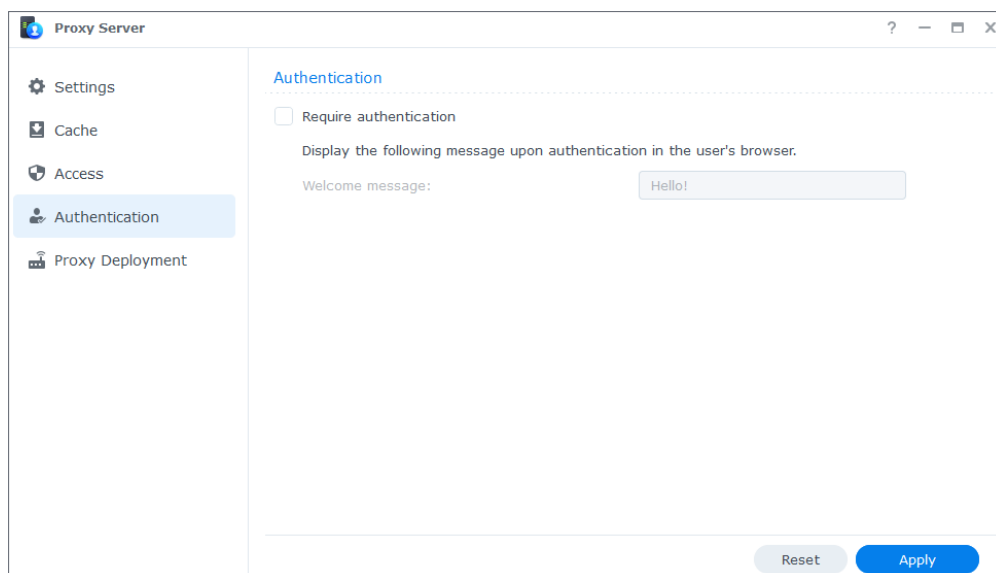 Proxy Server
?
Settings
Cache
Access
Authentication
Proxy Deployment
Authentication
Require authentication
Display the following message upon authentication in the user's browser.
Welcome message: Hello!
Reset Apply